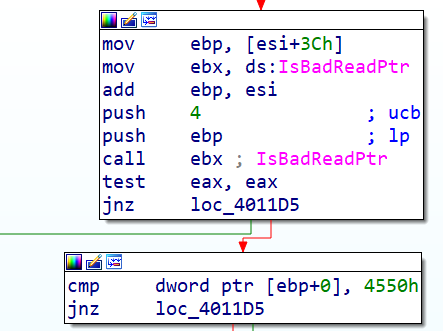 mov ebp, [esi+3Ch]
mov ebx, ds:IsBadReadPtr
add ebp, esi
push 4 ; ucb
push ebp ; lp
call ebx ; IsBadReadPtr
test eax, eax
jnz loc_4011D5
cmp dword ptr [ebp+0], 4550h
jnz loc_4011D5